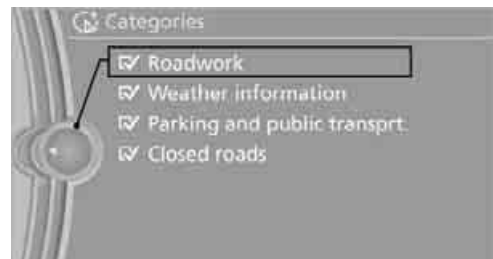 Categories
Roadwork
Weather information
Parking and public transprt.
Closed roads